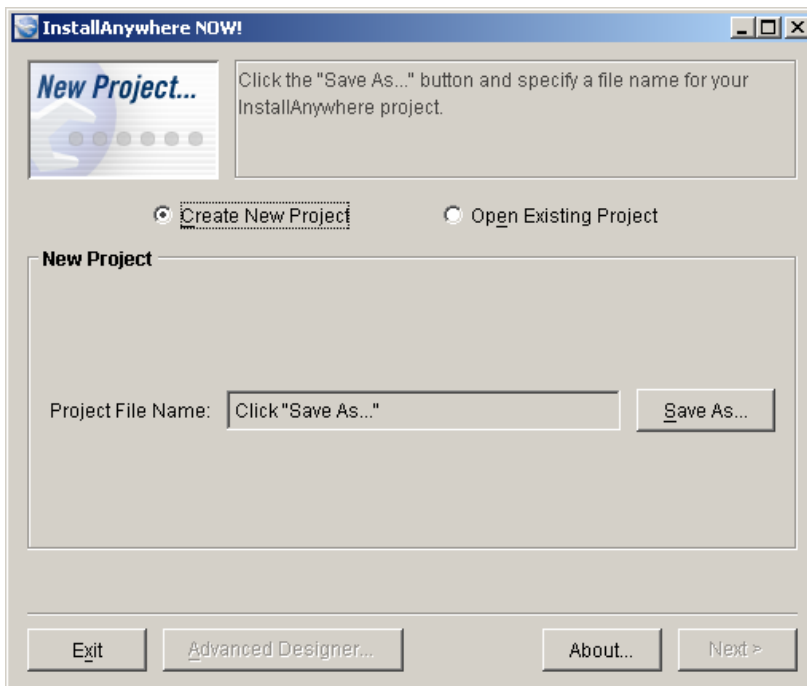 InstallAnywhere NOW!
New Project...
Click the "Save As..." button and specify a file name for your
InstallAnywhere project.
Create New Project
Open Existing Project
New Project
Project File Name:
Click "Save As..."
Save As...
Exit
Advanced Designer...
About...
Next >